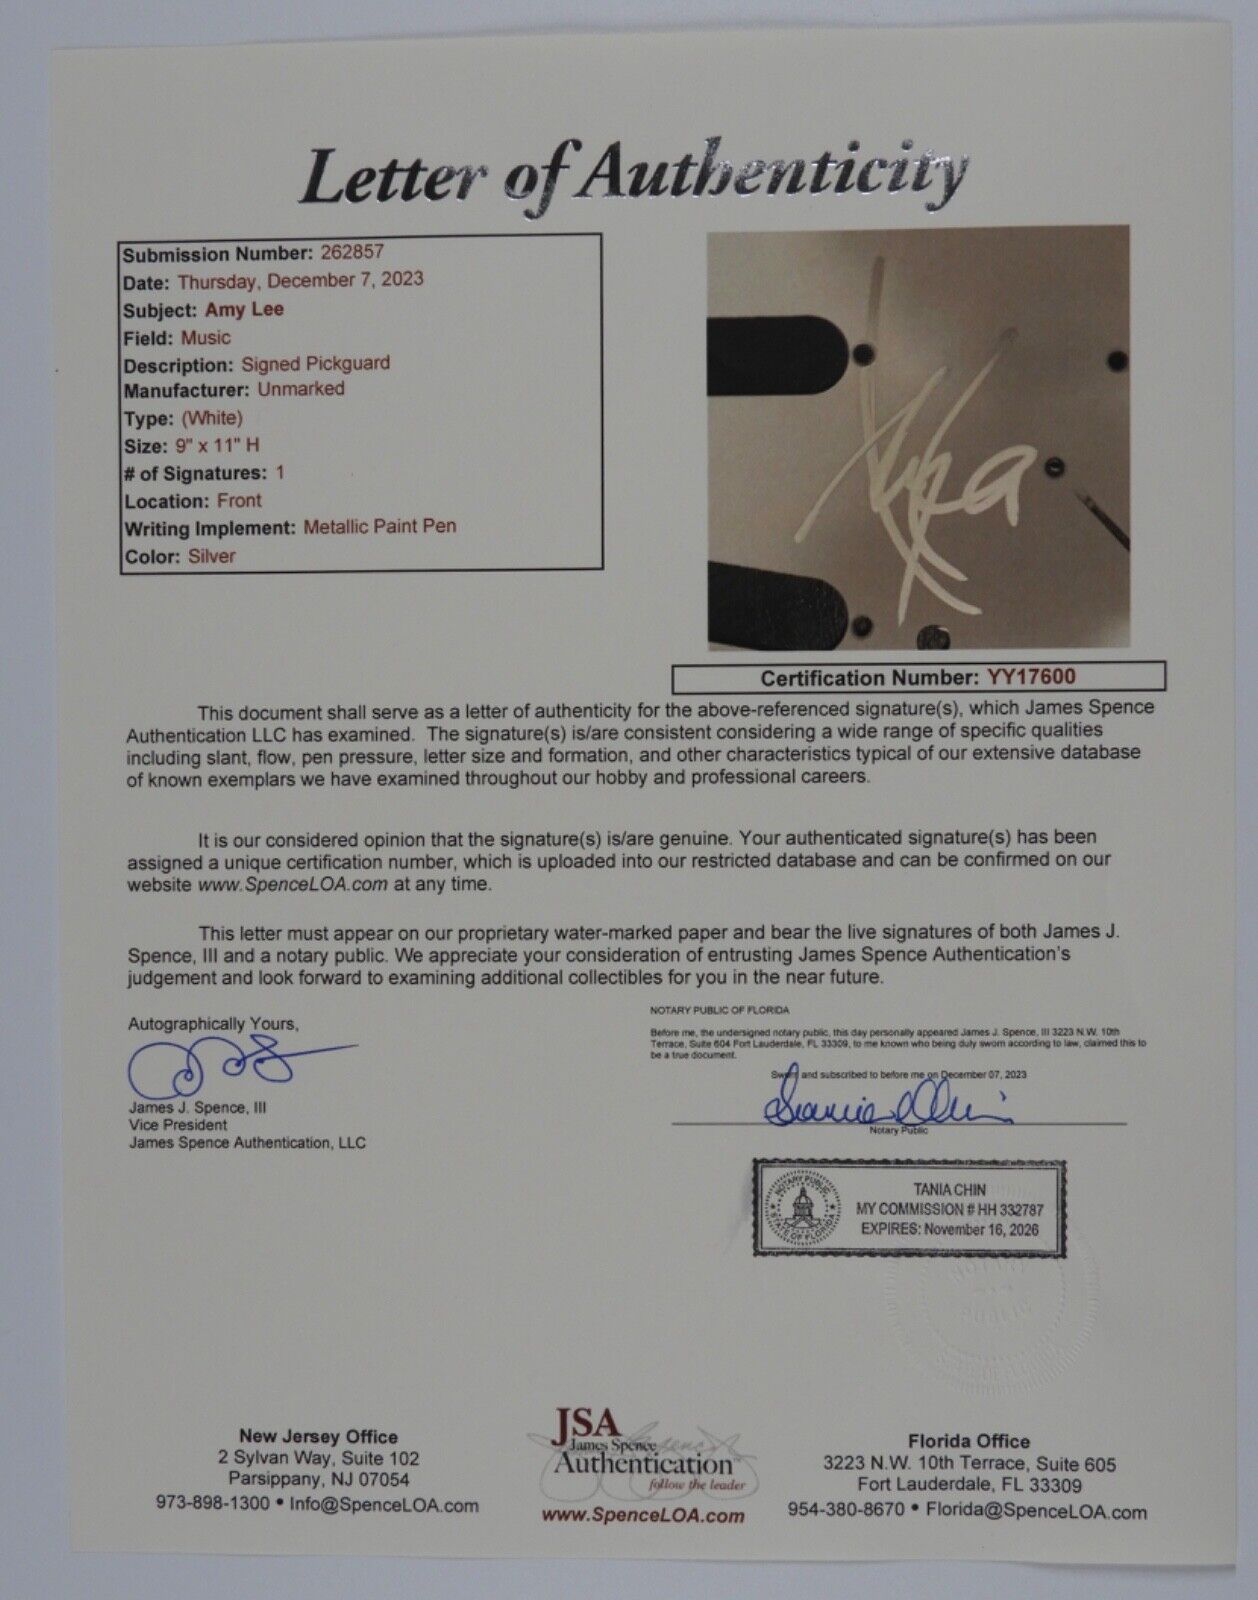 Letter of Authenticity
Submission Number: 262857
Date: Thursday, December 7, 2023
Subject: Amy Lee
Field: Music
Description: Signed Pickguard
Manufacturer: Unmarked
Type: (White)
Size: 9" x 11" H
# of Signatures: 1
Location: Front
Writing Implement: Metallic Paint Pen
Color: Silver
Certification Number: YY17600
This document shall serve as a letter of authenticity for the above-referenced signature(s), which James Spence
Authentication LLC has examined. The signature(s) is/are consistent considering a wide range of specific qualities
including slant, flow, pen pressure, letter size and formation, and other characteristics typical of our extensive database
of known exemplars we have examined throughout our hobby and professional careers.
It is our considered opinion that the signature(s) is/are genuine. Your authenticated signature(s) has been
assigned a unique certification number, which is uploaded into our restricted database and can be confirmed on our
website www.SpenceLOA.com at any time.
This letter must appear on our proprietary water-marked paper and bear the live signatures of both James J.
Spence, III and a notary public. We appreciate your consideration of entrusting James Spence Authentication's
judgement and look forward to examining additional collectibles for you in the near future.
Autographically Yours,
James J. Spence, III
Vice President
James Spence Authentication, LLC
NOTARY PUBLIC OF FLORIDA
Before me, the undersigned notary public, this day personally appeared James J. Spence, III 3223 N.W. 10th
Terrace, Suite 604 Fort Lauderdale, FL 33309, to me known who being duly sworn according to law, claimed this to
be a true document.
Sworn and subscribed to before me on December 07, 2023
Notary Public
NOTARY PUBLIC
STATE OF FLORIDA
TANIA CHIN
MY COMMISSION # HH 332787
EXPIRES: November 16, 2026
NOTARY
PUBLIC
New Jersey Office
2 Sylvan Way, Suite 102
Parsippany, NJ 07054
973-898-1300 • Info@SpenceLOA.com
JSA
James Spence
Authentication
follow the leader
www.SpenceLOA.com
Florida Office
3223 N.W. 10th Terrace, Suite 605
Fort Lauderdale, FL 33309
954-380-8670 • Florida@SpenceLOA.com